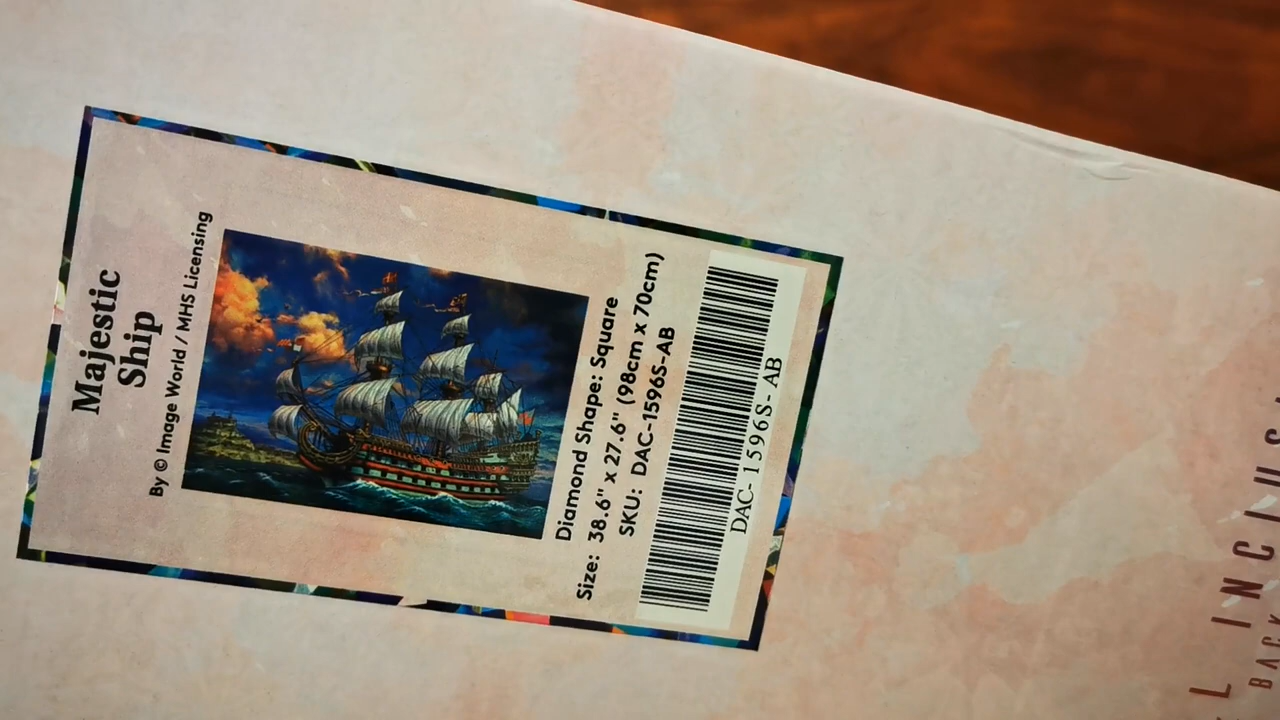 Majestic
Ship
By © Image World / MHS Licensing
Diamond Shape: Square
Size: 38.6" x 27.6" (98cm x 70cm)
SKU: DAC-1596S-AB
DAC- 1596S- AB